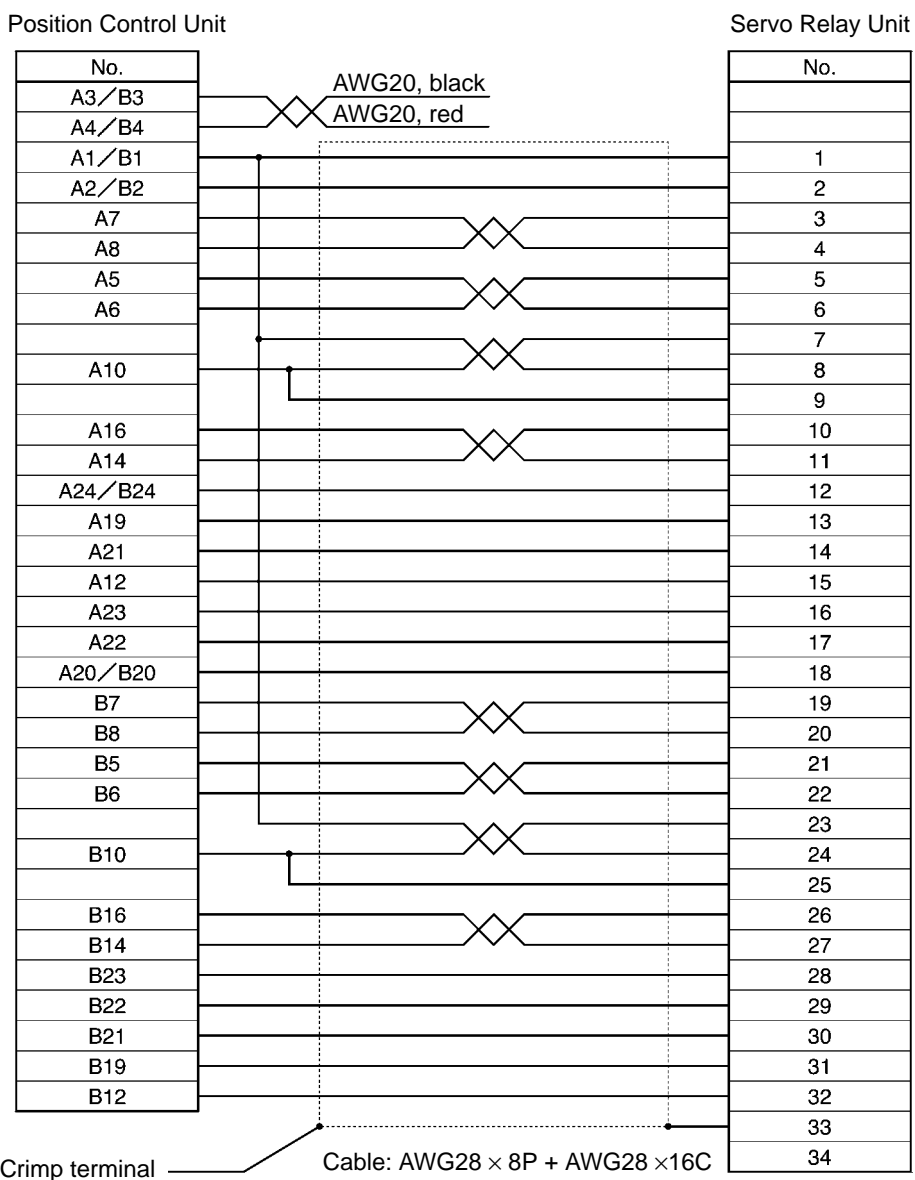 Position Control Unit Servo Relay Unit
No. No.
A3/B3 AWG20, black
A4/B4 AWG20, red
A1/B1 1
A2/B2 2
A7 3
A8 4
A5 5
A6 6
7
A10 8
9
A16 10
A14 11
A24/B24 12
A19 13
A21 14
A12 15
A23 16
A22 17
A20/B20 18
B7 19
B8 20
B5 21
B6 22
23
B10 24
25
B16 26
B14 27
B23 28
B22 29
B21 30
B19 31
B12 32
33
Crimp terminal Cable: AWG28 × 8P + AWG28 ×16C 34